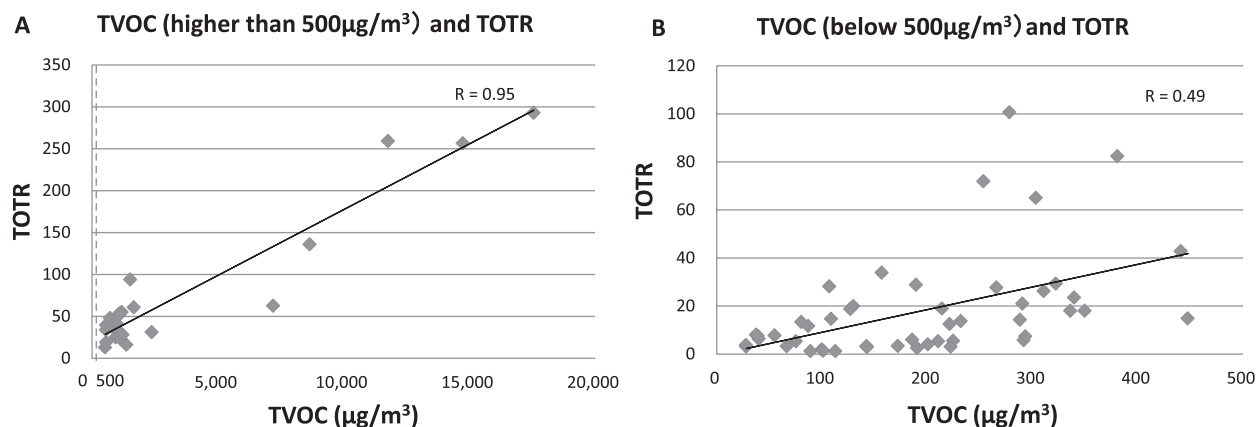 A
TVOC (higher than 500μg/m³) and TOTR
350
300
250
200
150
100
50
0
TOTR
R = 0.95
0 500 5,000 10,000 15,000 20,000
TVOC (μg/m³)
B
TVOC (below 500μg/m³) and TOTR
120
100
80
60
40
20
0
TOTR
R = 0.49
0 100 200 300 400 500
TVOC (μg/m³)